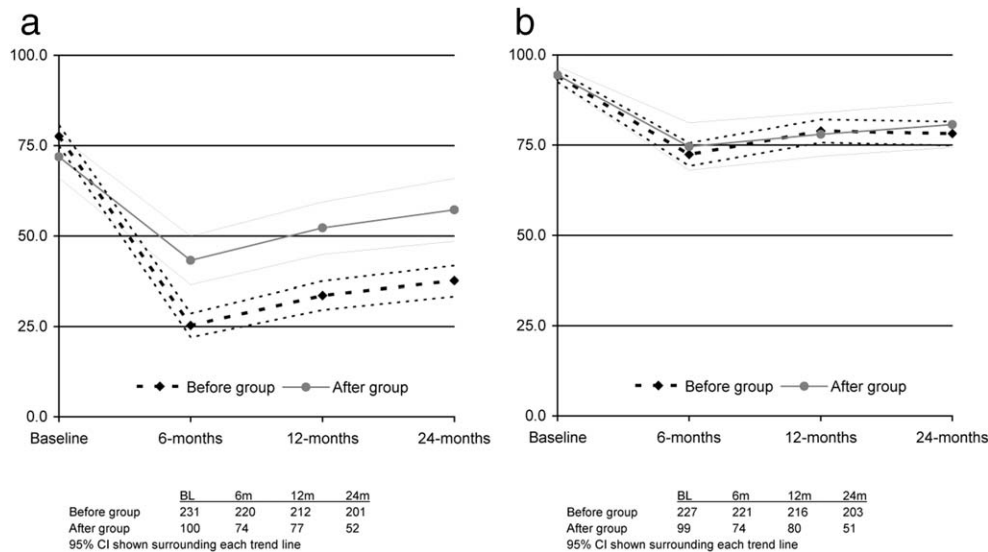 a
100.0
75.0
50.0
25.0
0.0
Before group After group
Baseline 6-months 12-months 24-months
BL 6m 12m 24m
Before group 231 220 212 201
After group 100 74 77 52
95% CI shown surrounding each trend line
b
100.0
75.0
50.0
25.0
0.0
Before group After group
Baseline 6-months 12-months 24-months
BL 6m 12m 24m
Before group 227 221 216 203
After group 99 74 80 51
95% CI shown surrounding each trend line